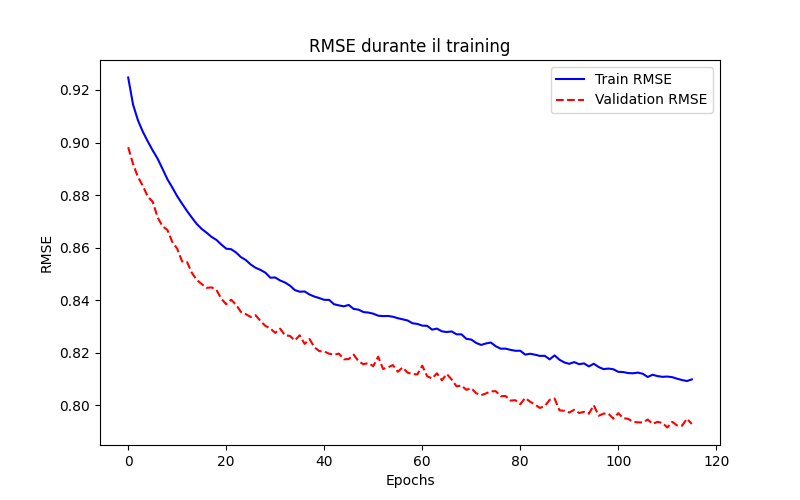 RMSE durante il training
Train RMSE
Validation RMSE
0.92
0.90
0.88
0.86
0.84
0.82
0.80
RMSE
0 20 40 60 80 100 120
Epochs